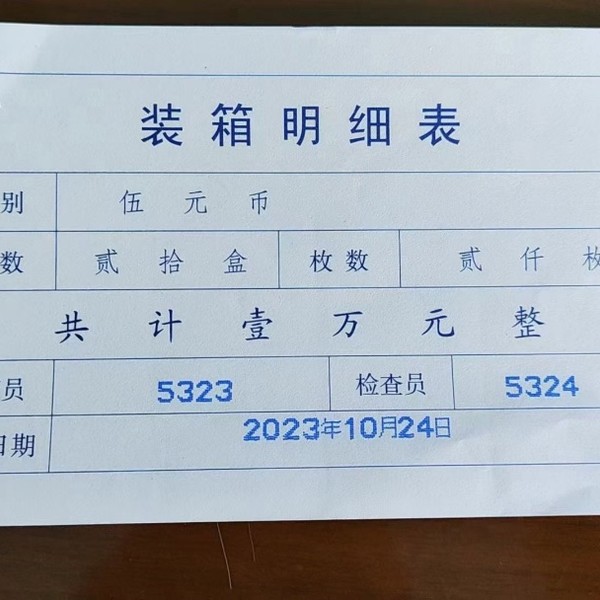 装箱明细表
别 伍元币
数 贰拾盒 枚数 贰仟枚
共计壹万元整
员 5323 检查员 5324
日期 2023年10月24日